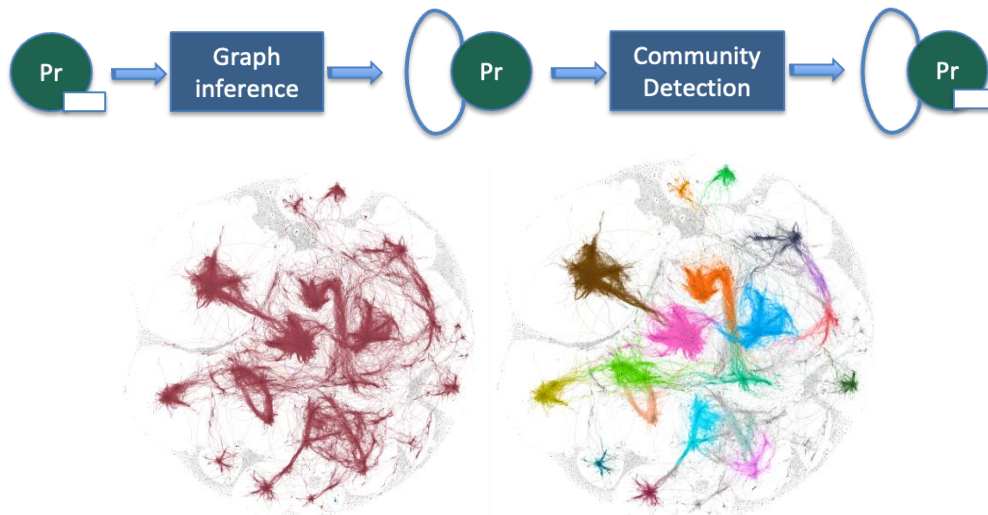 Pr
Graph
inference
Pr
Community
Detection
Pr